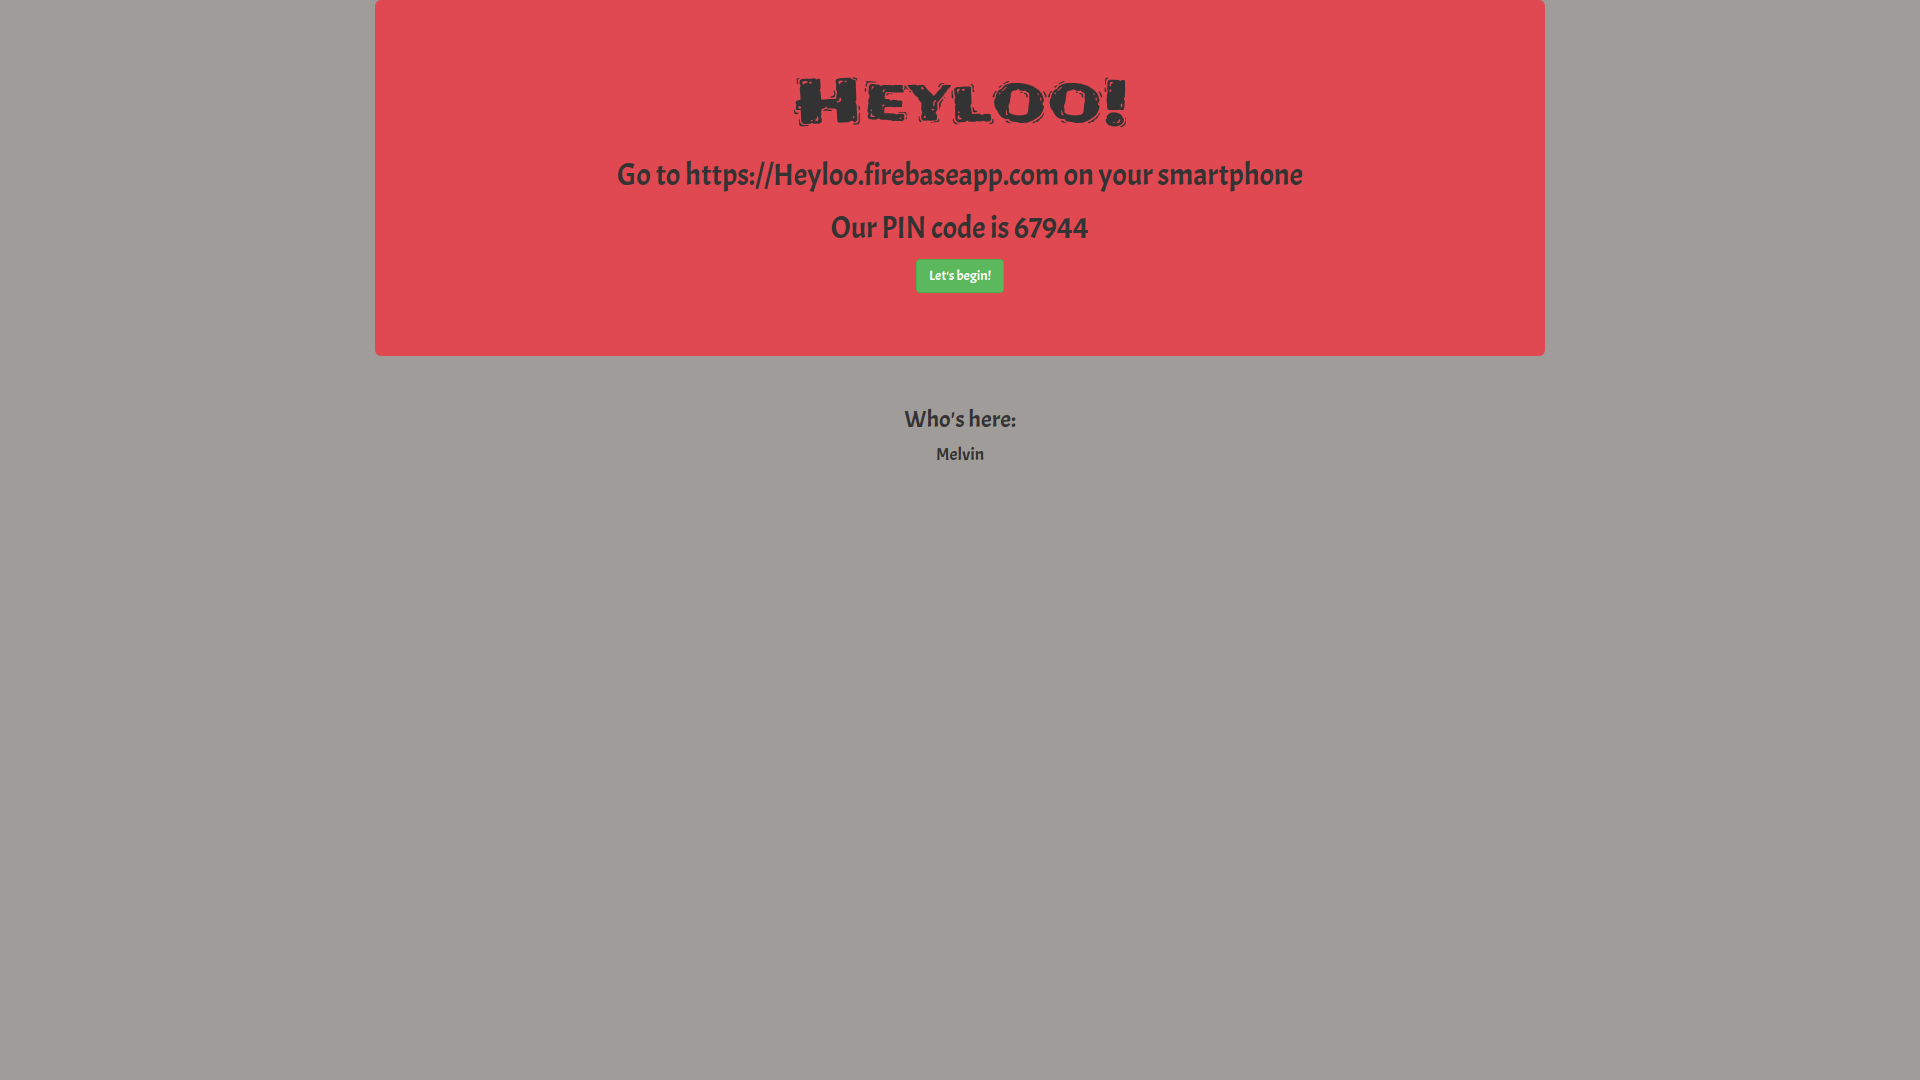 Heyloo!
Go to https://Heyloo.firebaseapp.com on your smartphone
Our PIN code is 67944
Let's begin!
Who's here:
Melvin